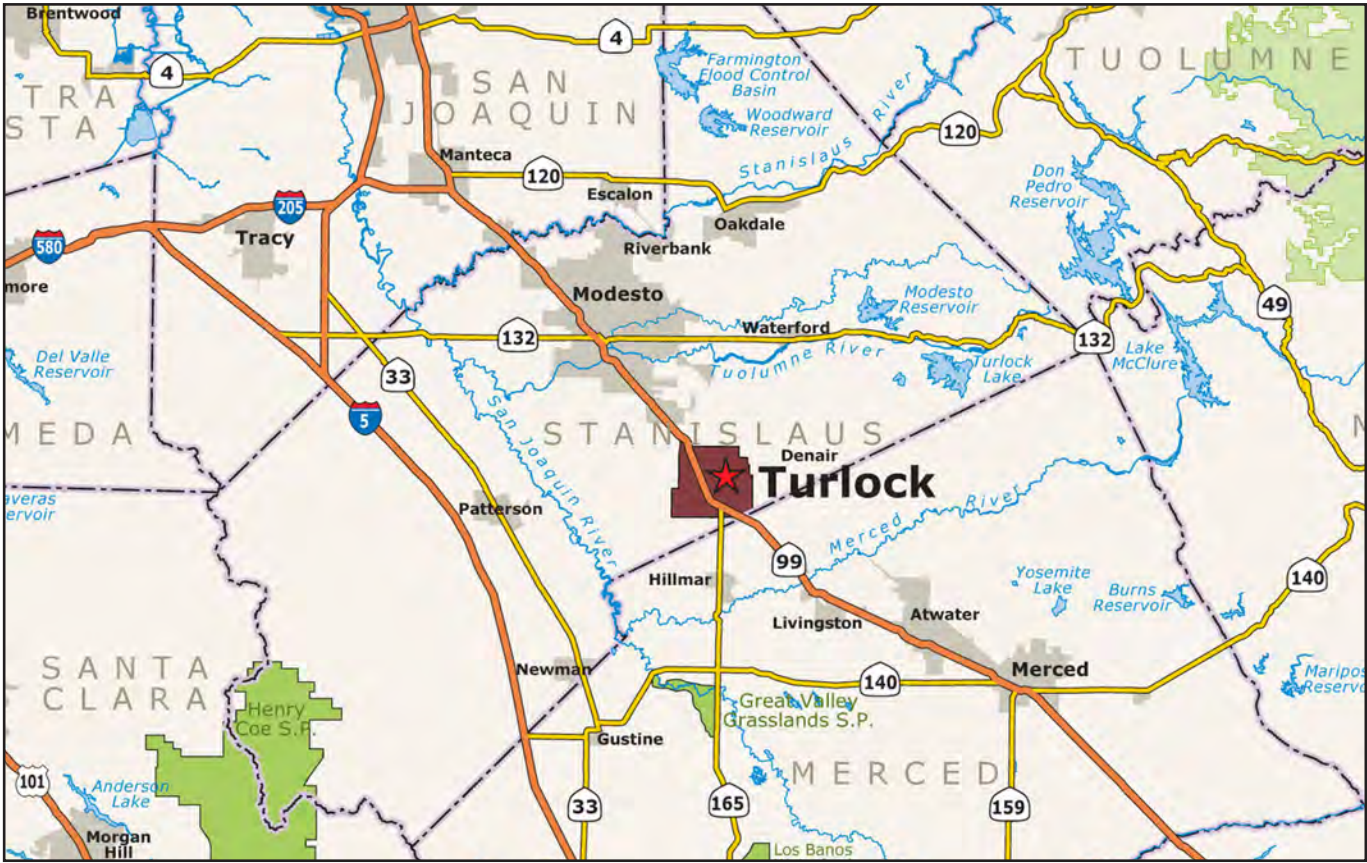 Brentwood
4
4
Farmington
Flood Control
Basin
TUOLUMNE
TRA
STA
SAN
JOAQUIN
Woodward
Reservoir
Stanislaus River
120
Manteca
120
Escalon
Don
Pedro
Reservoir
205
Tracy
Oakdale
580
Riverbank
more
Modesto
Modesto
Reservoir
49
132
Waterford
132
Tuolumne River
Del Valle
Reservoir
33
Turlock
Lake
Lake
McClure
5
San Joaquin River
MEDA
STANISLAUS
M
Denair
Turlock
averas
ervoir
Patterson
Merced River
99
Hillmar
Yosemite
Lake
Burns
Reservoir
140
Livingston
Atwater
SANTA
CLARA
Newman
140
Merced
Maripos
Reservo
Henry
Coe S.P.
Great Valley
Grasslands S.P.
Gustine
MERCED
101
Anderson
Lake
33
165
159
Morgan
Hill
Los Banos